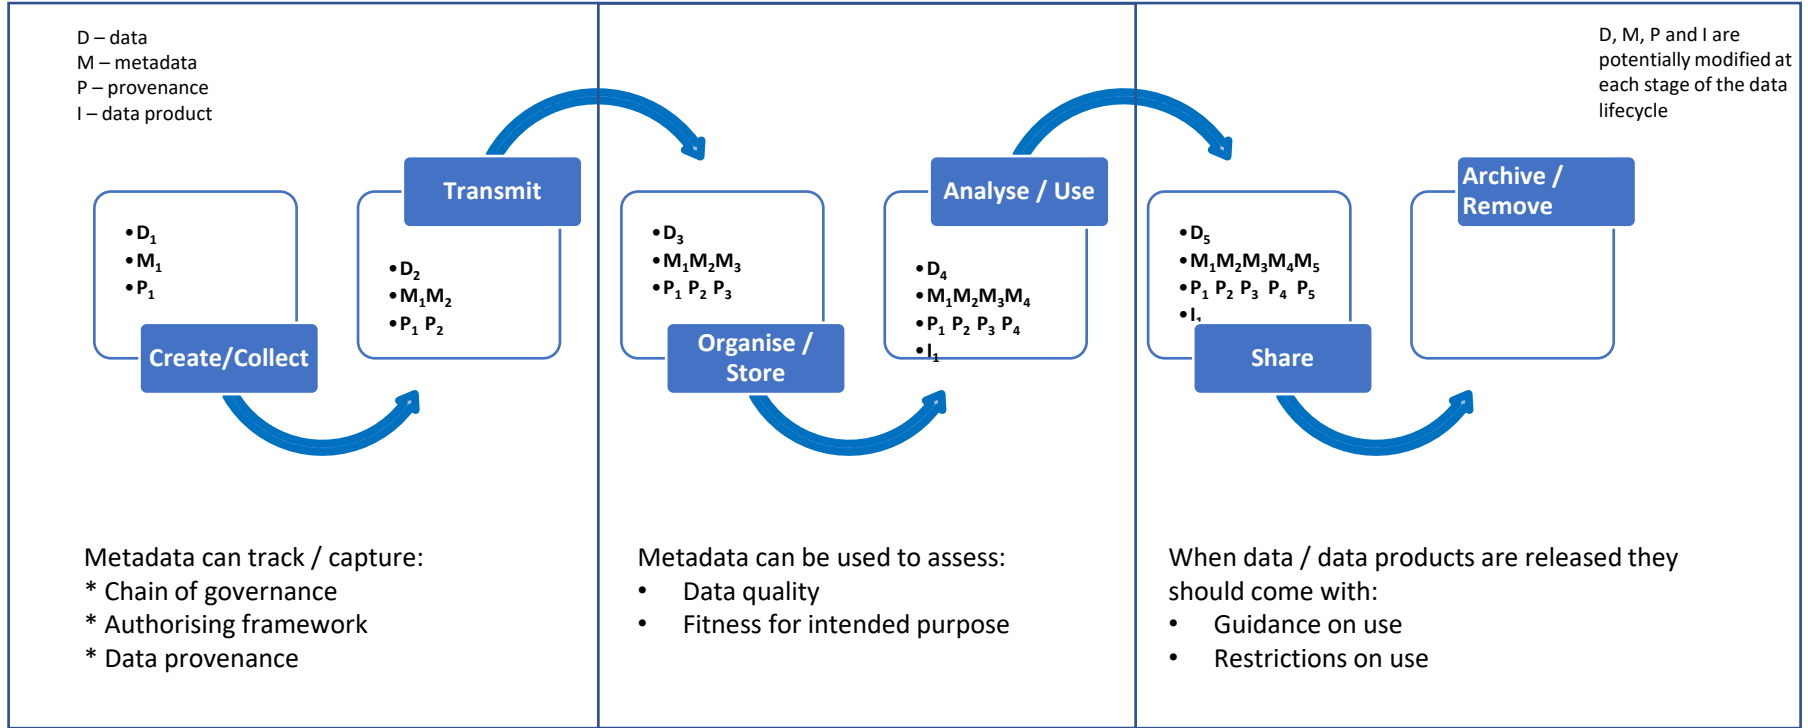 D – data
M – metadata
P – provenance
I – data product
D, M, P and I are
potentially modified at
each stage of the data
lifecycle
•D₁
•M₁
•P₁
Create/Collect
Transmit
•D₂
•M₁M₂
•P₁ P₂
•D₃
•M₁M₂M₃
•P₁ P₂ P₃
Organise /
Store
Analyse / Use
•D₄
•M₁M₂M₃M₄
•P₁ P₂ P₃ P₄
•I₁
•D₅
•M₁M₂M₃M₄M₅
•P₁ P₂ P₃ P₄ P₅
•I₁
Share
Archive /
Remove
Metadata can track / capture:
* Chain of governance
* Authorising framework
* Data provenance
Metadata can be used to assess:
• Data quality
• Fitness for intended purpose
When data / data products are released they
should come with:
• Guidance on use
• Restrictions on use